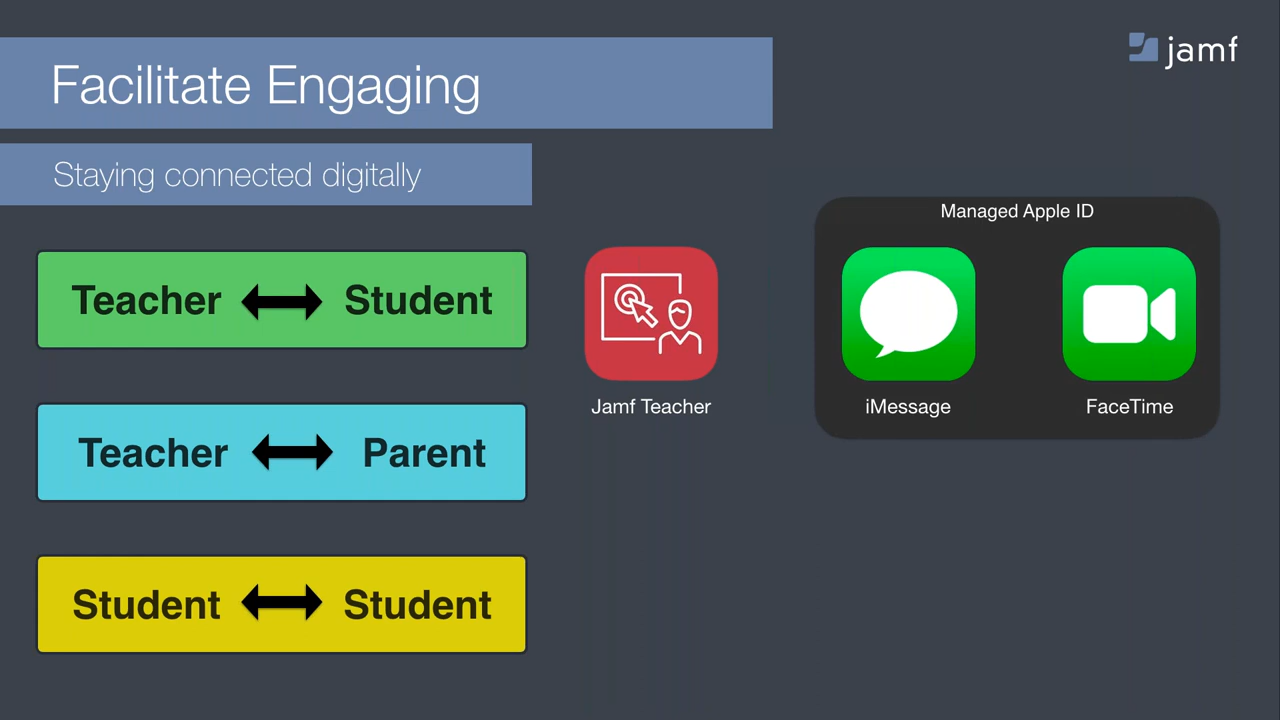 jamf
Facilitate Engaging
Staying connected digitally
Managed Apple ID
Teacher Student
Jamf Teacher
iMessage
FaceTime
Teacher Parent
Student Student